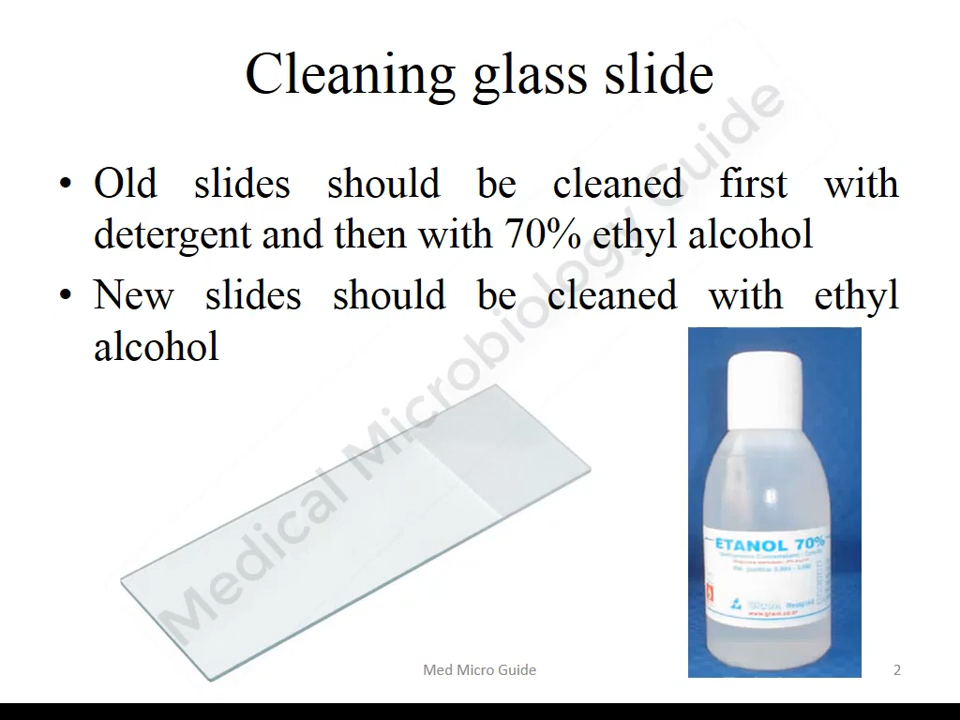 Cleaning glass slide
• Old slides should be cleaned first with
detergent and then with 70% ethyl alcohol
• New slides should be cleaned with ethyl
alcohol
Medical Microbiology Guide
ETANOL 70%
Med Micro Guide
2